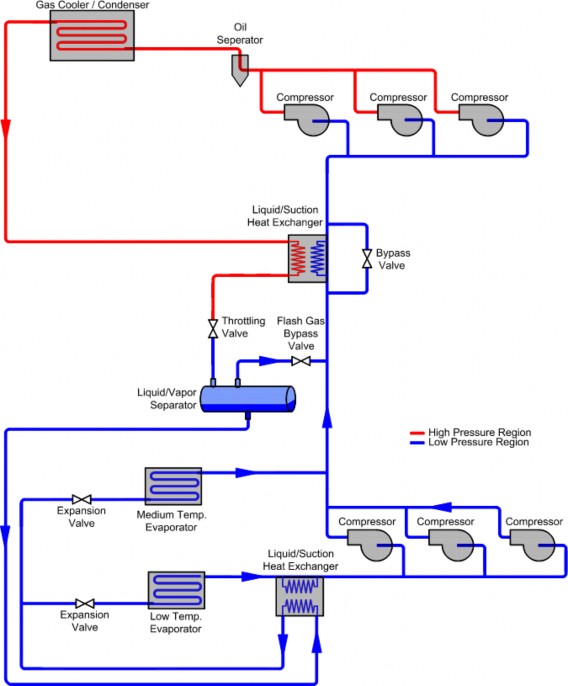 Gas Cooler / Condenser
Oil
Seperator
Compressor
Compressor
Compressor
Liquid/Suction
Heat Exchanger
Bypass
Valve
Throttling
Valve
Flash Gas
Bypass
Valve
Liquid/Vapor
Separator
High Pressure Region
Low Pressure Region
Expansion
Valve
Medium Temp.
Evaporator
Compressor
Compressor
Compressor
Liquid/Suction
Heat Exchanger
Expansion
Valve
Low Temp.
Evaporator